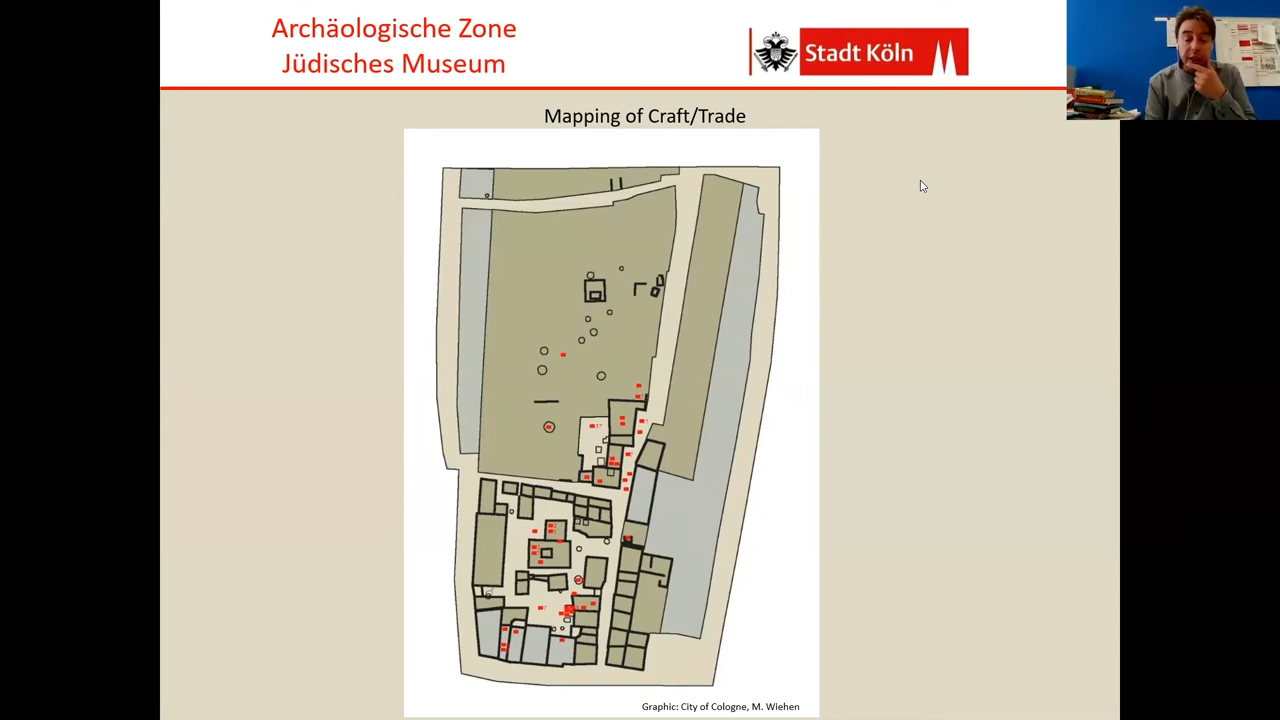 Archäologische Zone
Jüdisches Museum
Stadt Köln
Mapping of Craft/Trade
Graphic: City of Cologne, M. Wiehen